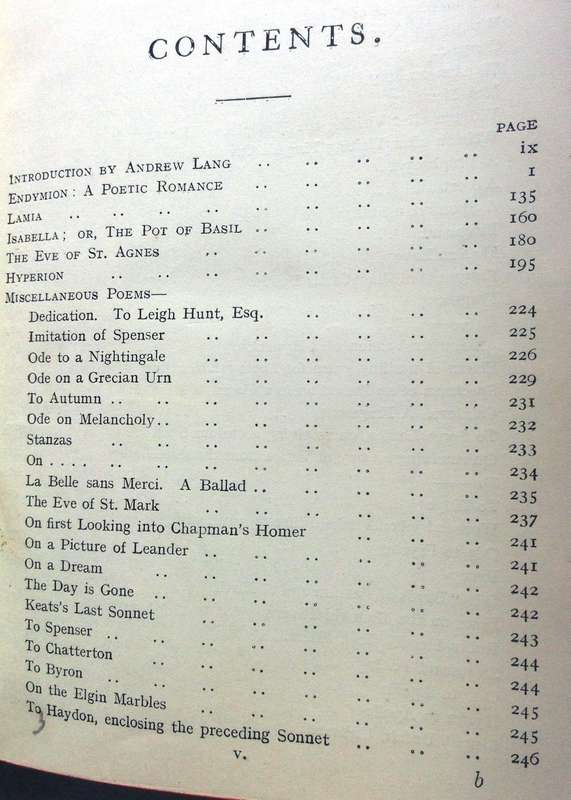 CONTENTS.
PAGE
INTRODUCTION BY ANDREW LANG .. .. .. .. .. ix
ENDYMION: A POETIC ROMANCE .. .. .. .. .. 1
LAMIA .. .. .. .. .. .. .. .. .. 135
ISABELLA; OR, THE POT OF BASIL .. .. .. .. .. 160
THE EVE OF ST. AGNES .. .. .. .. .. .. 180
HYPERION .. .. .. .. .. .. .. .. 195
MISCELLANEOUS POEMS—
Dedication. To Leigh Hunt, Esq. .. .. .. .. 224
Imitation of Spenser .. .. .. .. .. .. 225
Ode to a Nightingale .. .. .. .. .. .. 226
Ode on a Grecian Urn .. .. .. .. .. .. 229
To Autumn .. .. .. .. .. .. .. .. 231
Ode on Melancholy .. .. .. .. .. .. .. 232
Stanzas .. .. .. .. .. .. .. .. 233
On .... .. .. .. .. .. .. .. .. 234
La Belle sans Merci. A Ballad .. .. .. .. .. 235
The Eve of St. Mark .. .. .. .. .. .. 237
On first Looking into Chapman's Homer .. .. .. 241
On a Picture of Leander .. .. .. .. .. .. 241
On a Dream .. .. .. .. .. .. .. 242
The Day is Gone .. .. .. .. .. .. .. 242
Keats's Last Sonnet .. .. .. .. .. .. 243
To Spenser .. .. .. .. .. .. .. .. 244
To Chatterton .. .. .. .. .. .. .. 244
To Byron .. .. .. .. .. .. .. .. 245
On the Elgin Marbles .. .. .. .. .. .. 245
To Haydon, enclosing the preceding Sonnet .. .. .. 246
3
v.
b